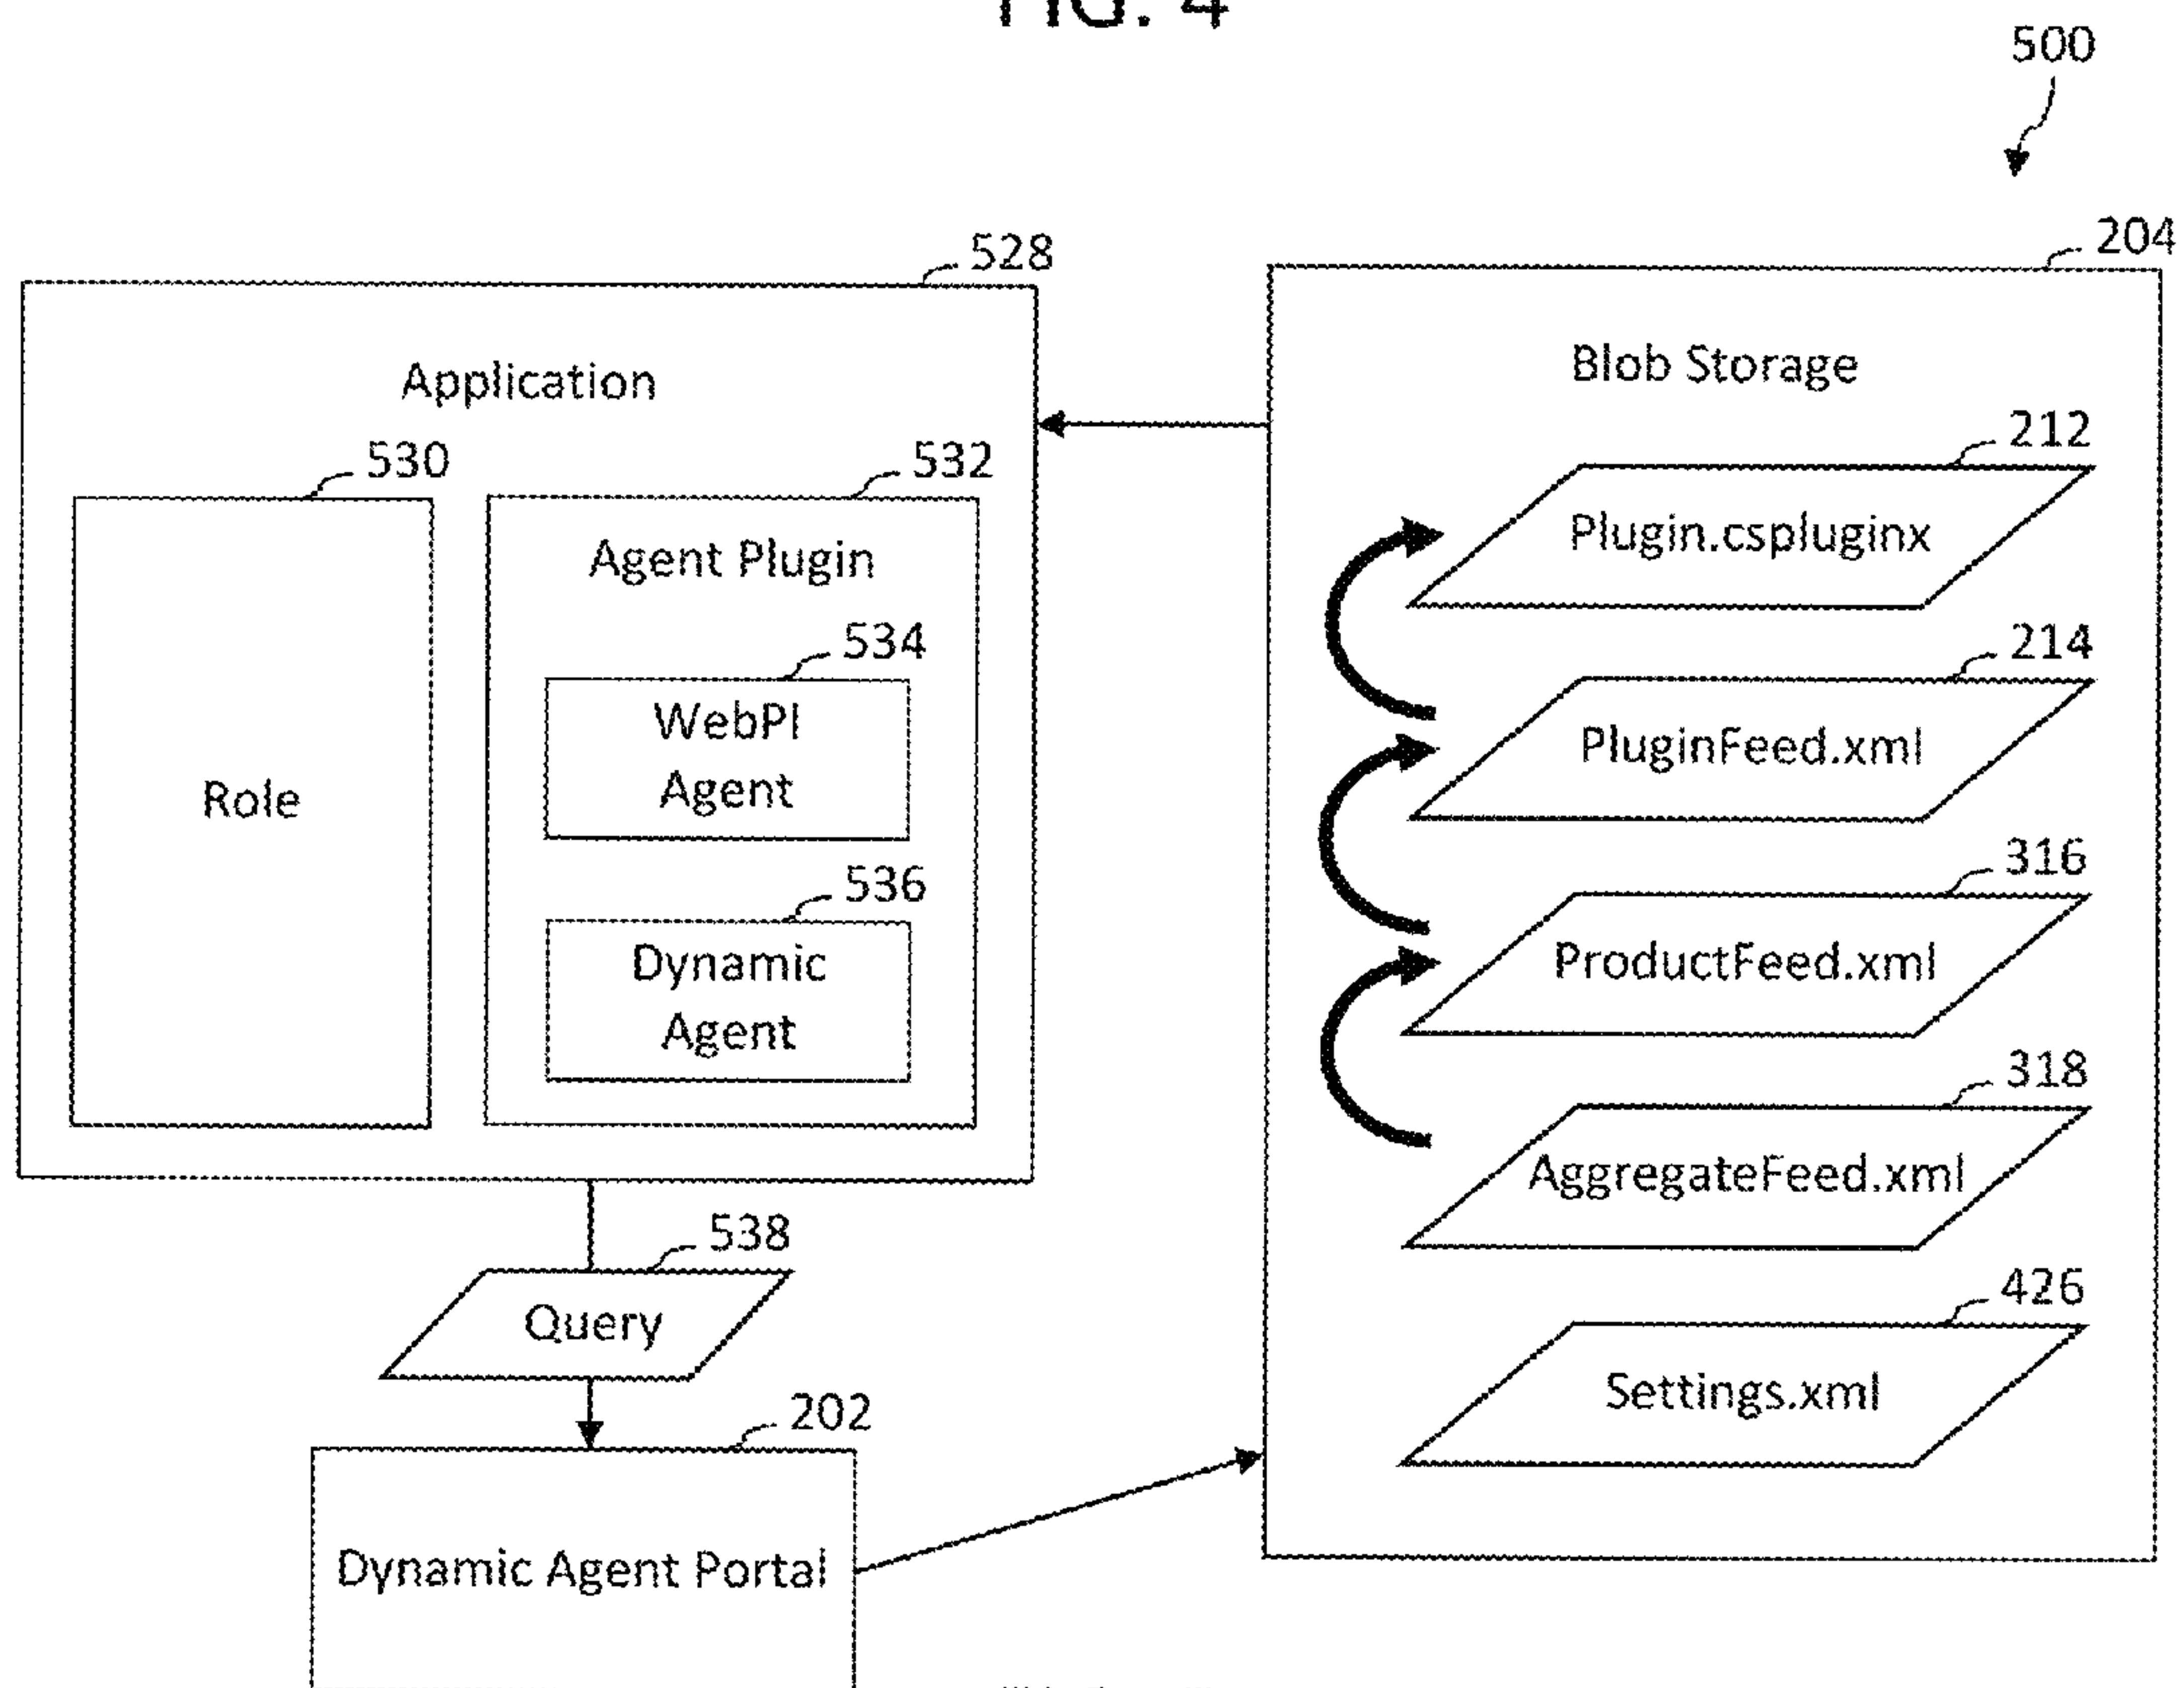 FIG. 4
500
528
204
Application
Blob Storage
530
532
212
Agent Plugin
Plugin.cspluginx
534
214
WebPI
Agent
PluginFeed.xml
Role
536
316
Dynamic
Agent
ProductFeed.xml
318
AggregateFeed.xml
538
426
Query
Settings.xml
202
Dynamic Agent Portal